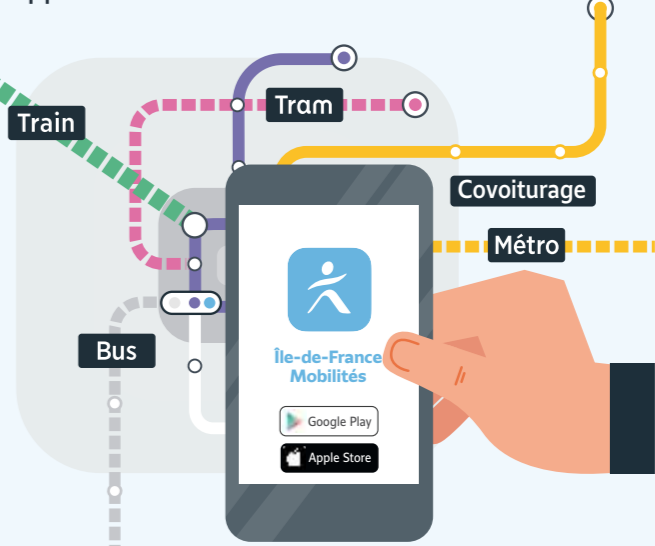 Tram
Train
Covoiturage
Métro
Bus
Île-de-France
Mobilités
Google Play
Apple Store